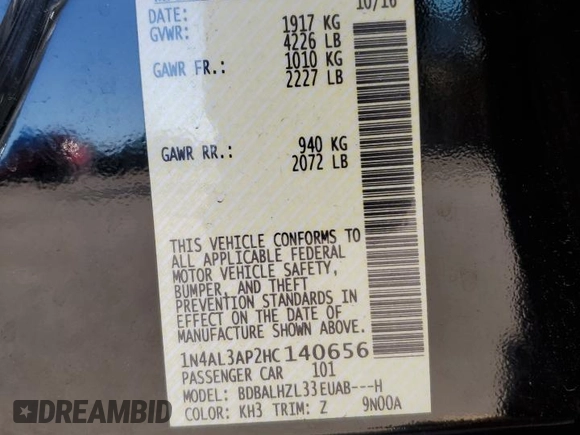 DATE: 10/16
GVWR: 1917 KG
4226 LB
GAWR FR.: 1010 KG
2227 LB
GAWR RR.: 940 KG
2072 LB
THIS VEHICLE CONFORMS TO
ALL APPLICABLE FEDERAL
MOTOR VEHICLE SAFETY,
BUMPER, AND THEFT
PREVENTION STANDARDS IN
EFFECT ON THE DATE OF
MANUFACTURE SHOWN ABOVE.
1N4AL3AP2HC140656
PASSENGER CAR 101
MODEL: BDBALHZL33EUAB---H
COLOR: KH3 TRIM: Z 9N00A
AUTOBIDCARS